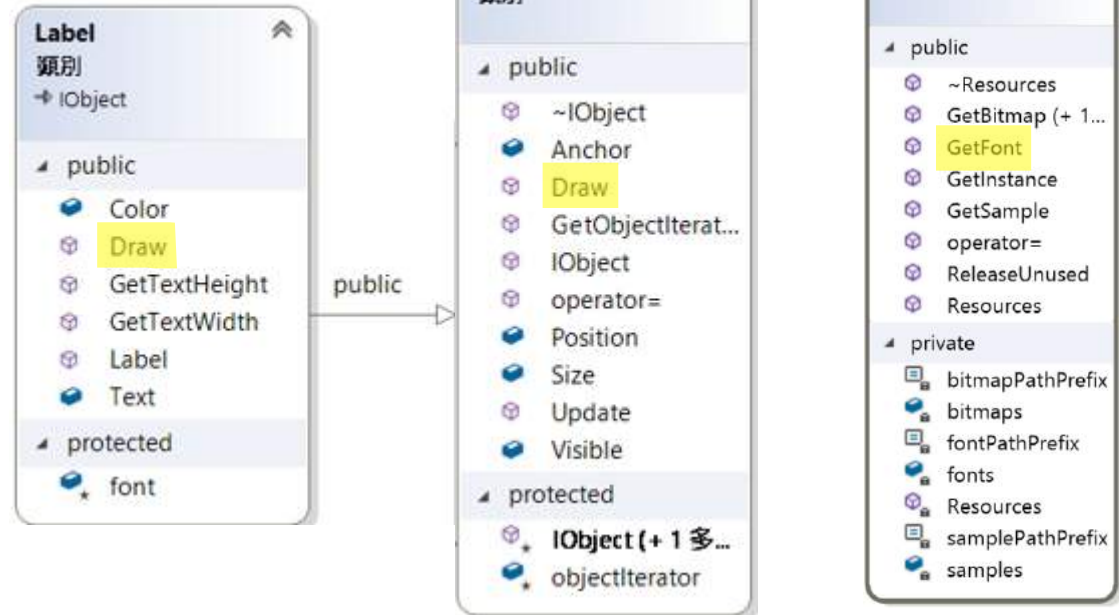 Label
類別
IObject
public
Color
Draw
GetTextHeight
GetTextWidth
Label
Text
protected
font
public
public
~IObject
Anchor
Draw
GetObjectIterat...
IObject
operator=
Position
Size
Update
Visible
protected
IObject (+ 1 多...
objectIterator
public
~Resources
GetBitmap (+ 1...
GetFont
GetInstance
GetSample
operator=
ReleaseUnused
Resources
private
bitmapPathPrefix
bitmaps
fontPathPrefix
fonts
Resources
samplePathPrefix
samples